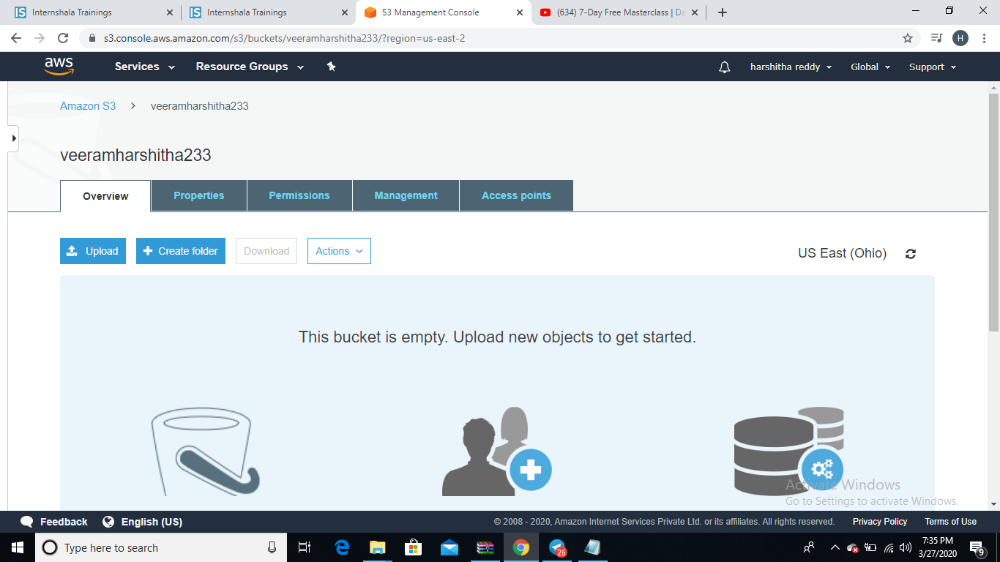 Internshala Trainings
Internshala Trainings
S3 Management Console
(634) 7-Day Free Masterclass | Da
s3.console.aws.amazon.com/s3/buckets/veeramharshitha233/?region=us-east-2
H
aws
Services
Resource Groups
harshitha reddy
Global
Support
Amazon S3 > veeramharshitha233
veeramharshitha233
Overview
Properties
Permissions
Management
Access points
Upload
Create folder
Download
Actions
US East (Ohio)
This bucket is empty. Upload new objects to get started.
Activate Windows
Go to Settings to activate Windows.
Feedback
English (US)
© 2008 - 2020, Amazon Internet Services Private Ltd. or its affiliates. All rights reserved.
Privacy Policy
Terms of Use
Type here to search
26
7:35 PM
3/27/2020
9